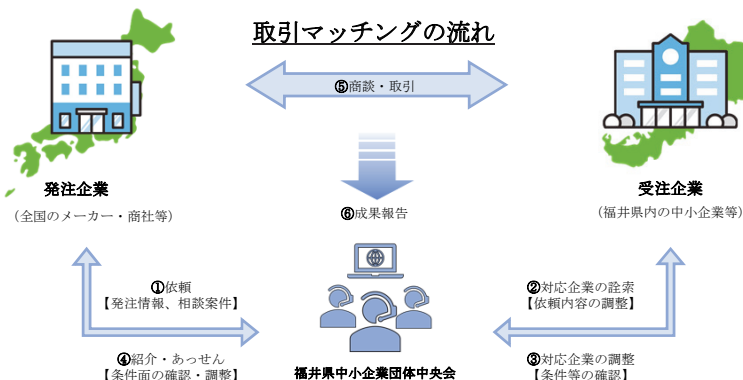 取引マッチングの流れ
⑤商談・取引
発注企業
（全国のメーカー・商社等）
受注企業
（福井県内の中小企業等）
⑥成果報告
①依頼
【発注情報、相談案件】
②対応企業の詮索
【依頼内容の調整】
④紹介・あっせん
【条件面の確認・調整】
福井県中小企業団体中央会
③対応企業の調整
【条件等の確認】